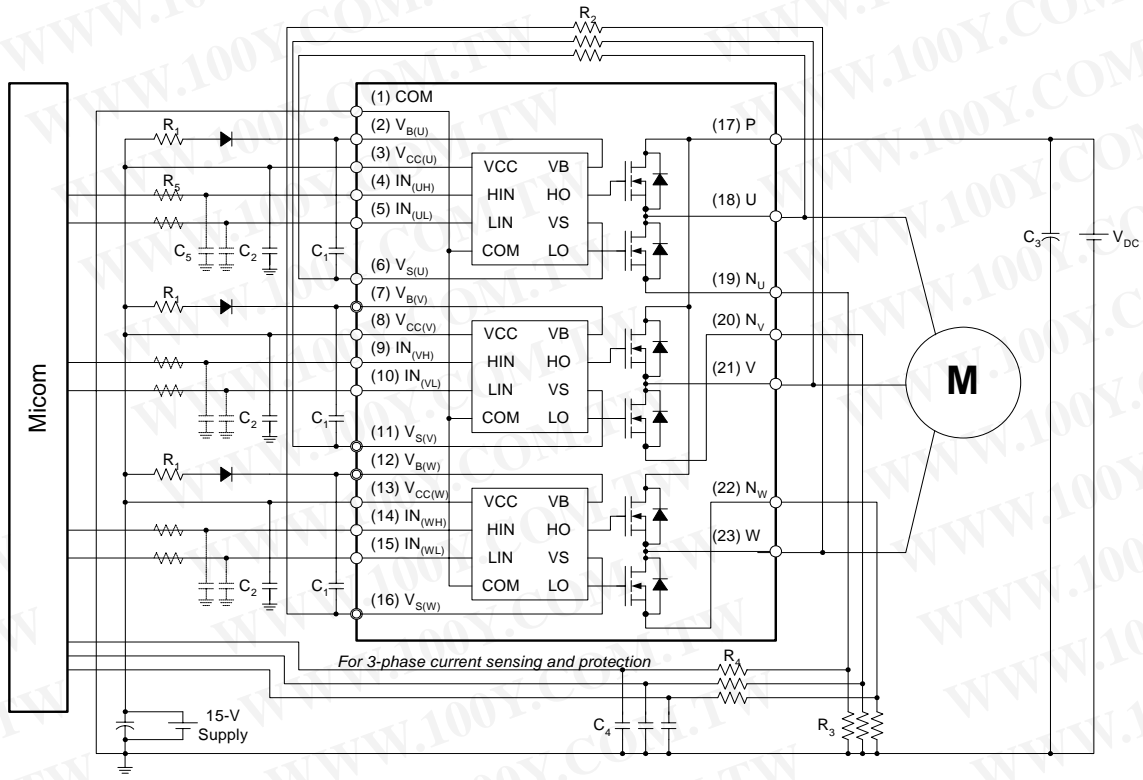 R2
(1) COM
R1
(2) VB(U)
(17) P
(3) VCC(U)
VCC VB
R5
(4) IN(UH)
HIN HO
(18) U
(5) IN(UL)
LIN VS
C5 C2 C1
COM LO
C3 VDC
(6) VS(U)
(19) NU
R1
(7) VB(V)
(20) NV
(8) VCC(V)
VCC VB
(9) IN(VH)
HIN HO
(21) V
M
(10) IN(VL)
LIN VS
Micom
C2 C1
COM LO
(11) VS(V)
R1
(12) VB(W)
(22) NW
(13) VCC(W)
VCC VB
(14) IN(WH)
HIN HO
(23) W
(15) IN(WL)
LIN VS
C2 C1
COM LO
(16) VS(W)
For 3-phase current sensing and protection
R4
15-V
Supply
C4
R3
WWW.100Y.COM.TW